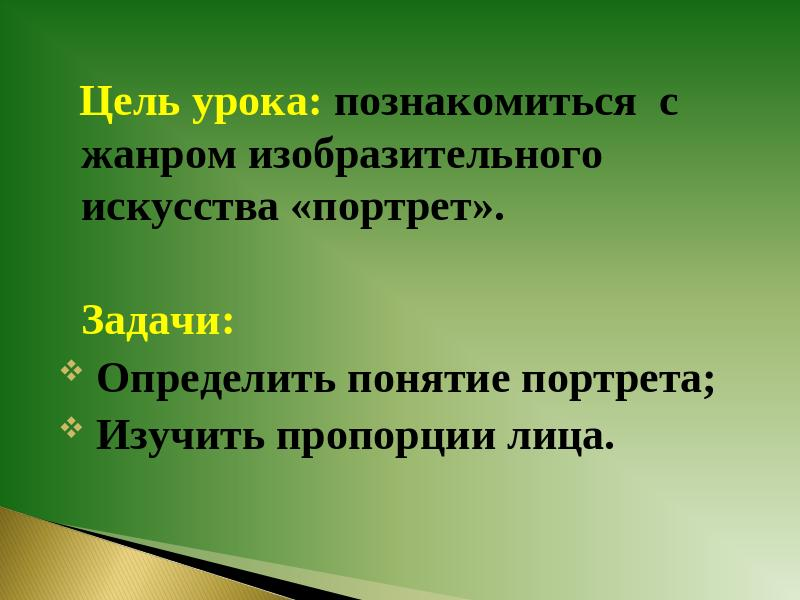 Цель урока: познакомиться с
жанром изобразительного
искусства «портрет».
Задачи:
Определить понятие портрета;
Изучить пропорции лица.